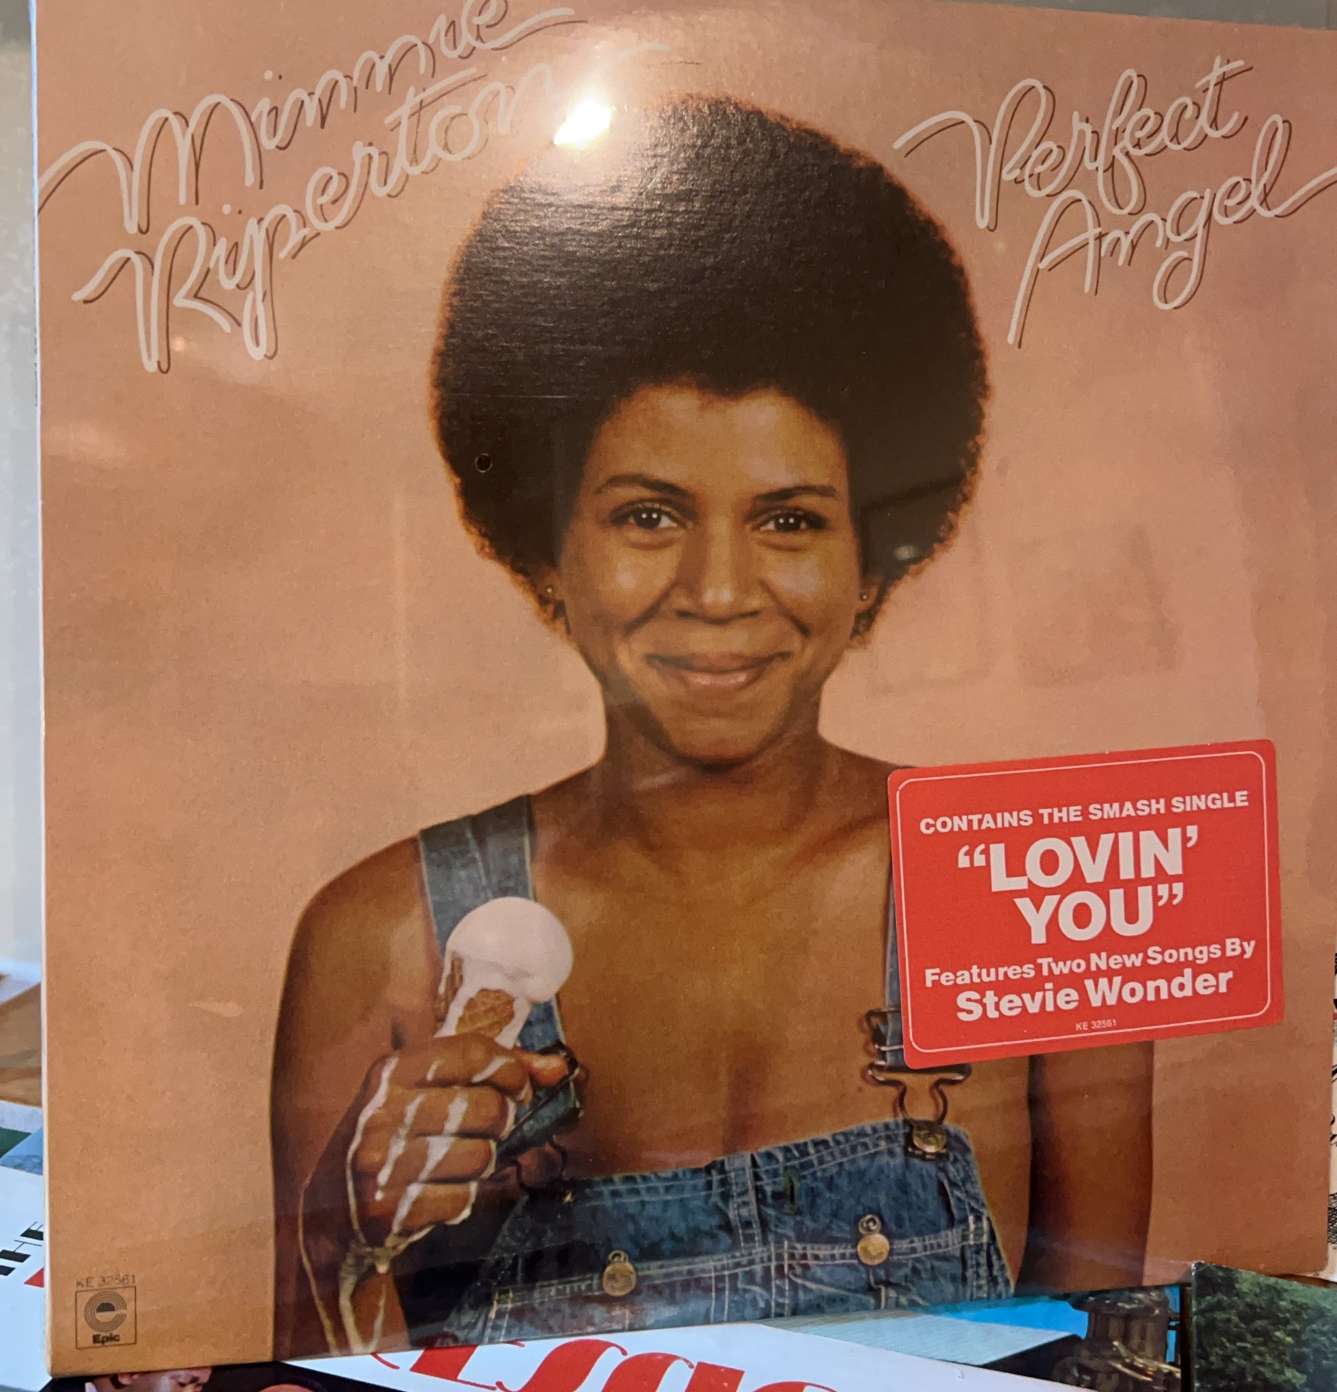 Minnie
Riperton
Perfect
Angel
CONTAINS THE SMASH SINGLE
“LOVIN’
YOU”
Features Two New Songs By
Stevie Wonder
KE 32561
KE 32561
Epic
THE